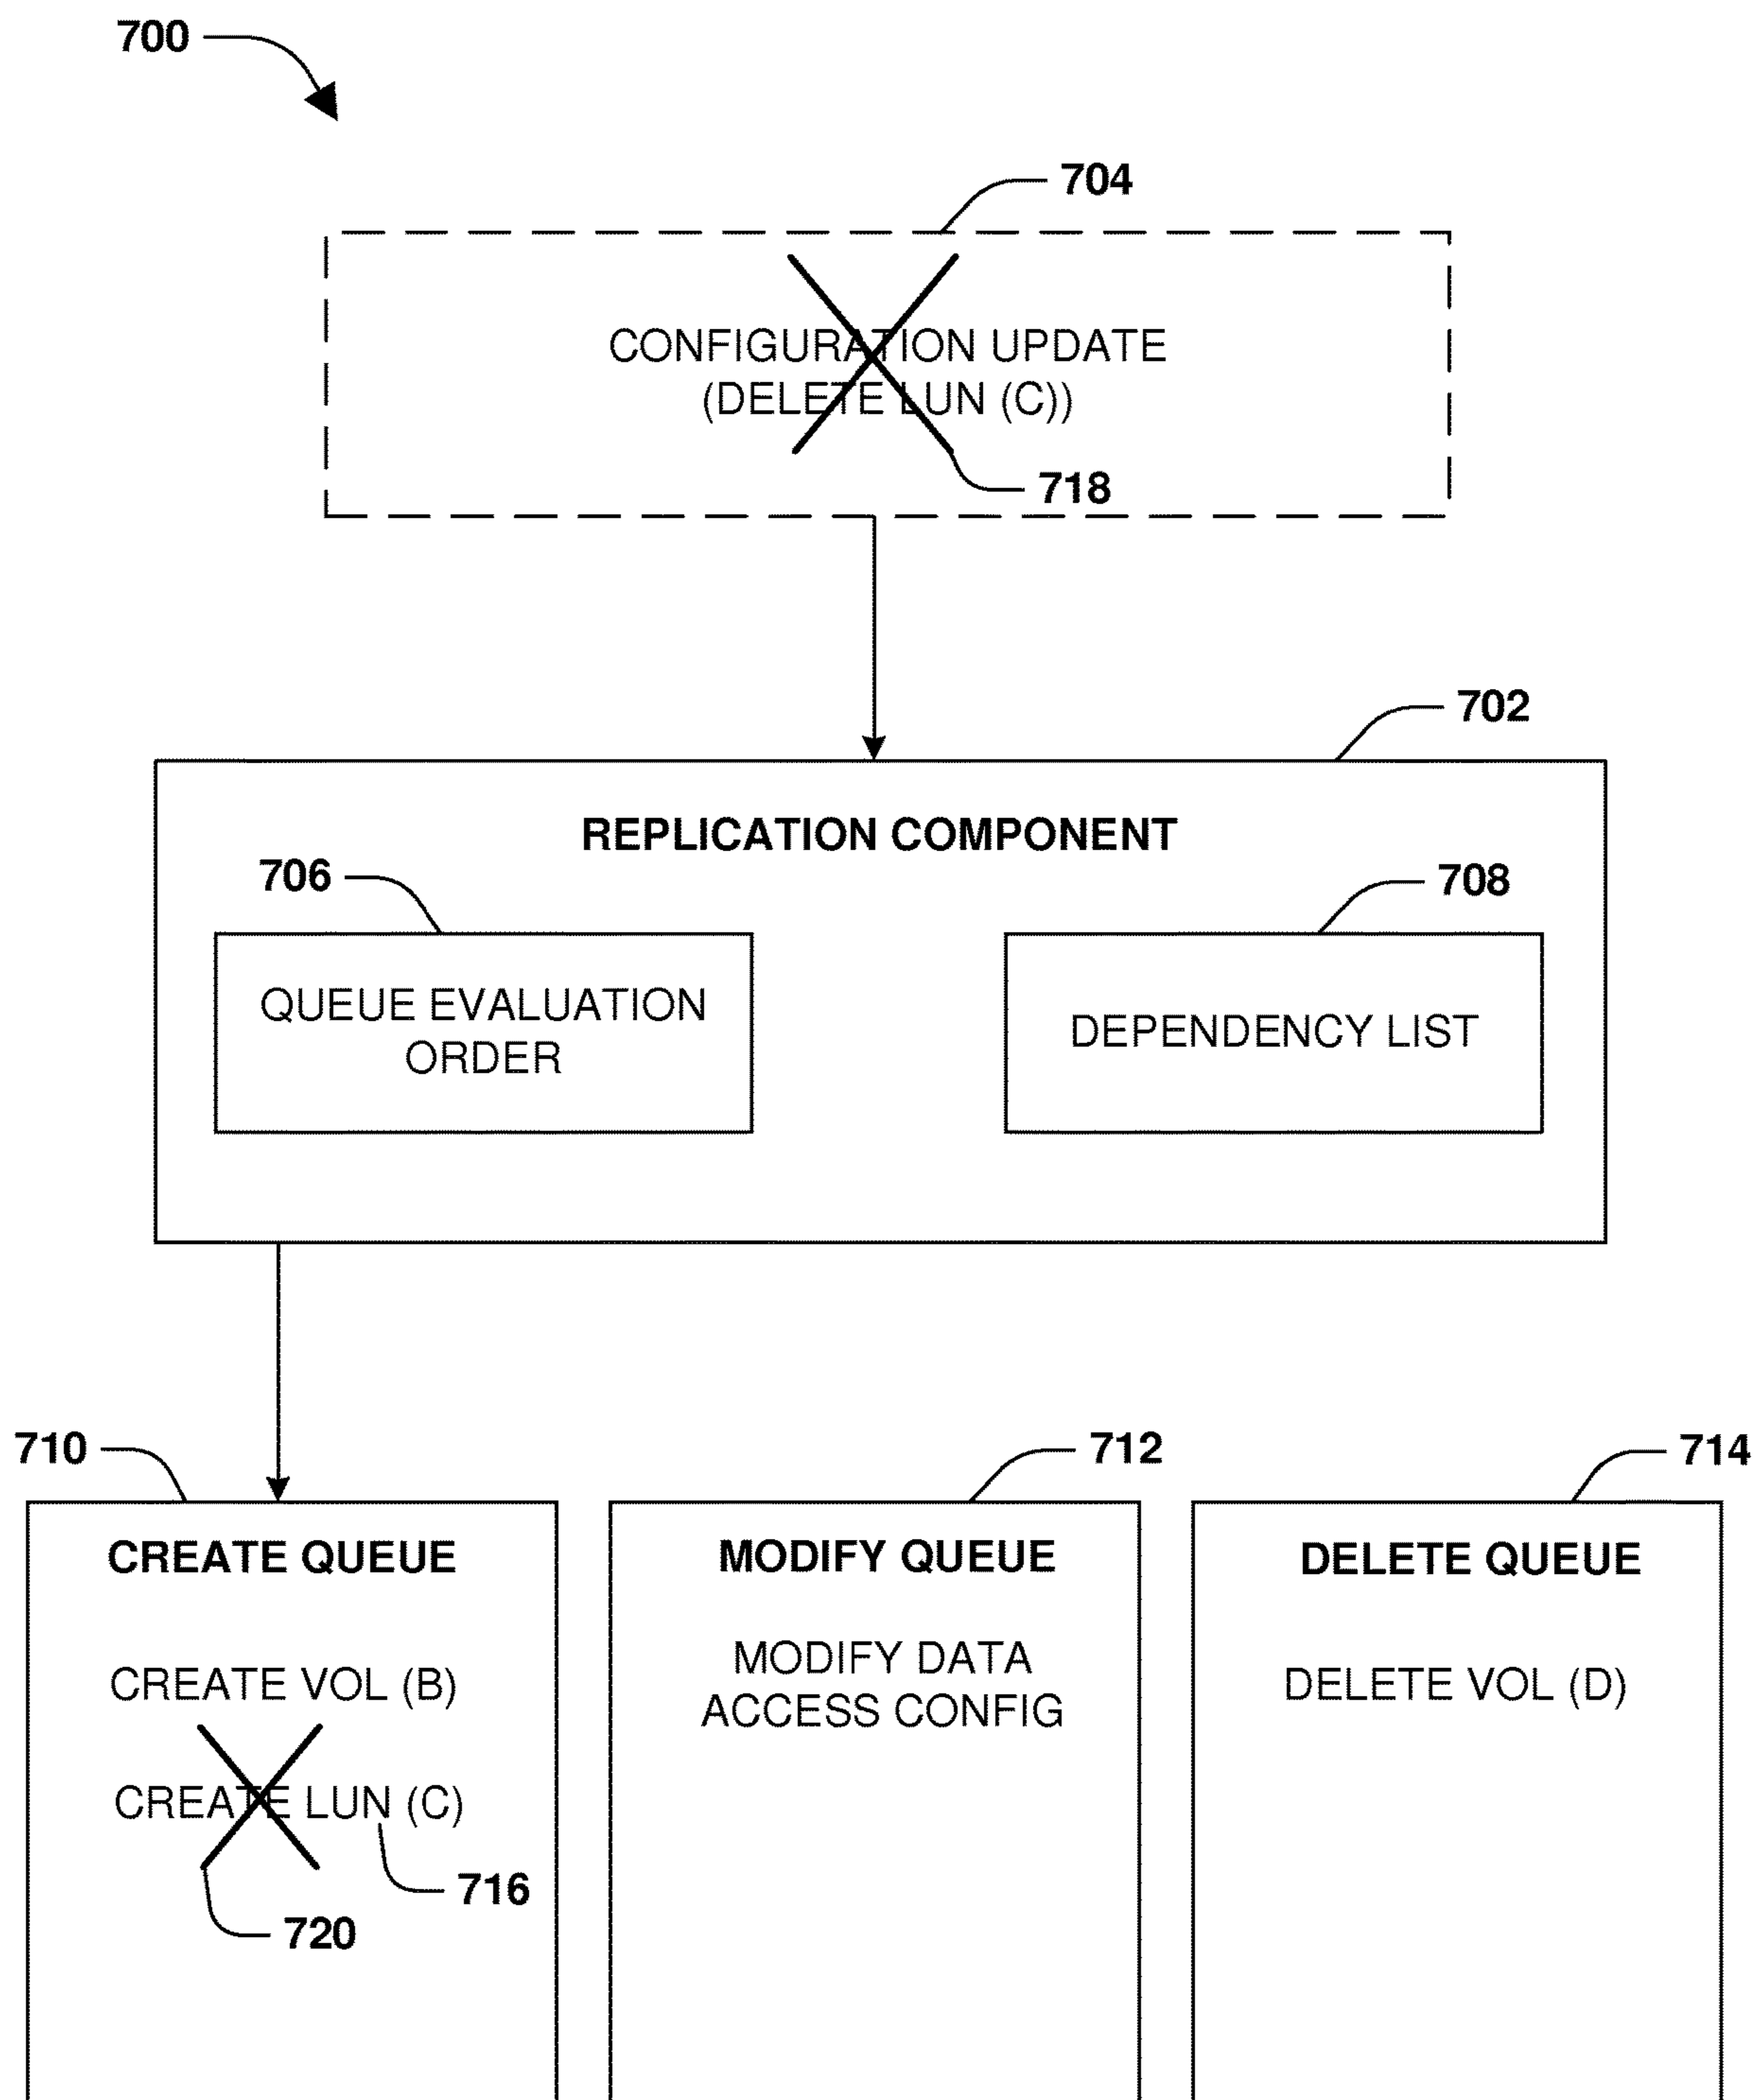 700
704
CONFIGURATION UPDATE
(DELETE LUN (C))
718
702
REPLICATION COMPONENT
706
708
QUEUE EVALUATION
ORDER
DEPENDENCY LIST
710
712
714
CREATE QUEUE
CREATE VOL (B)
CREATE LUN (C)
716
720
MODIFY QUEUE
MODIFY DATA
ACCESS CONFIG
DELETE QUEUE
DELETE VOL (D)